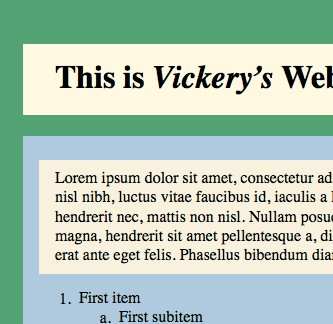 This is Vickery's Web
Lorem ipsum dolor sit amet, consectetur ad
nisl nibh, luctus vitae faucibus id, iaculis a
hendrerit nec, mattis non nisl. Nullam posue
magna, hendrerit sit amet pellentesque a, di
erat ante eget felis. Phasellus bibendum dia
1. First item
a. First subitem